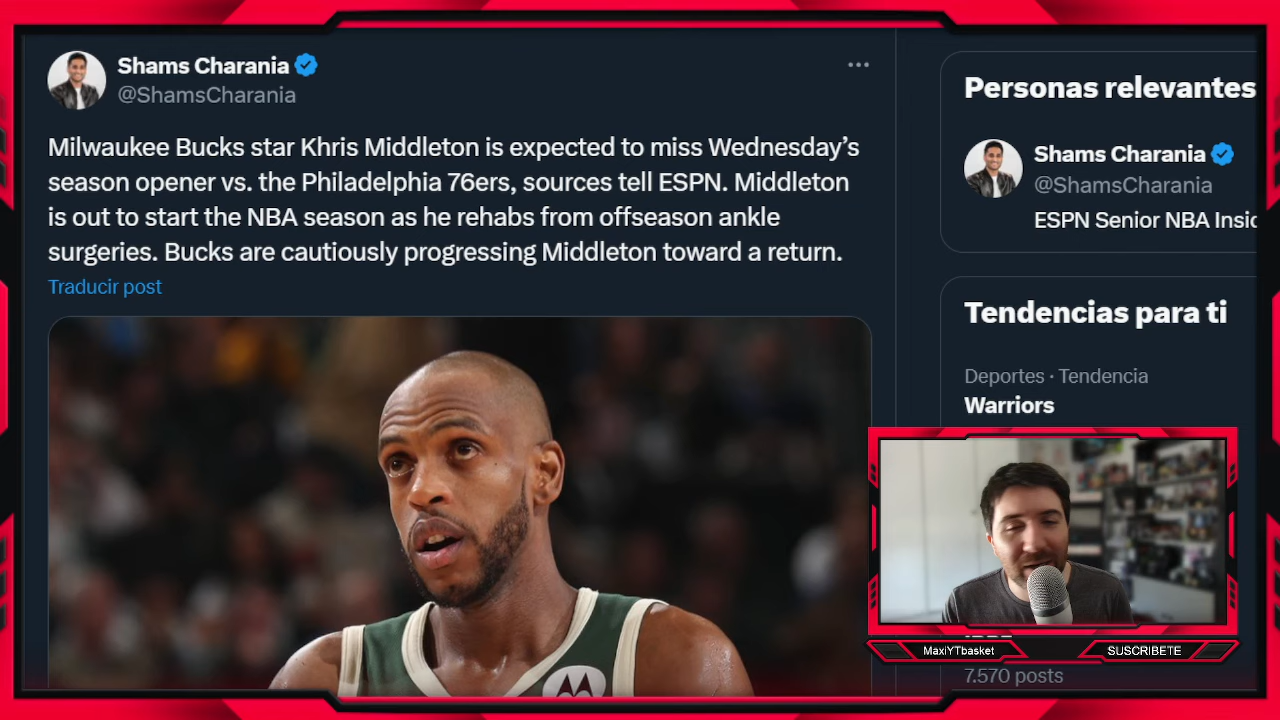 Shams Charania
@ShamsCharania
Milwaukee Bucks star Khris Middleton is expected to miss Wednesday’s
season opener vs. the Philadelphia 76ers, sources tell ESPN. Middleton
is out to start the NBA season as he rehabs from offseason ankle
surgeries. Bucks are cautiously progressing Middleton toward a return.
Traducir post
Personas relevantes
Shams Charania
@ShamsCharania
ESPN Senior NBA
Tendencias para ti
Deportes · Tendencia
Warriors
MaxiYTbasket
SUSCRIBETE
7.570 posts